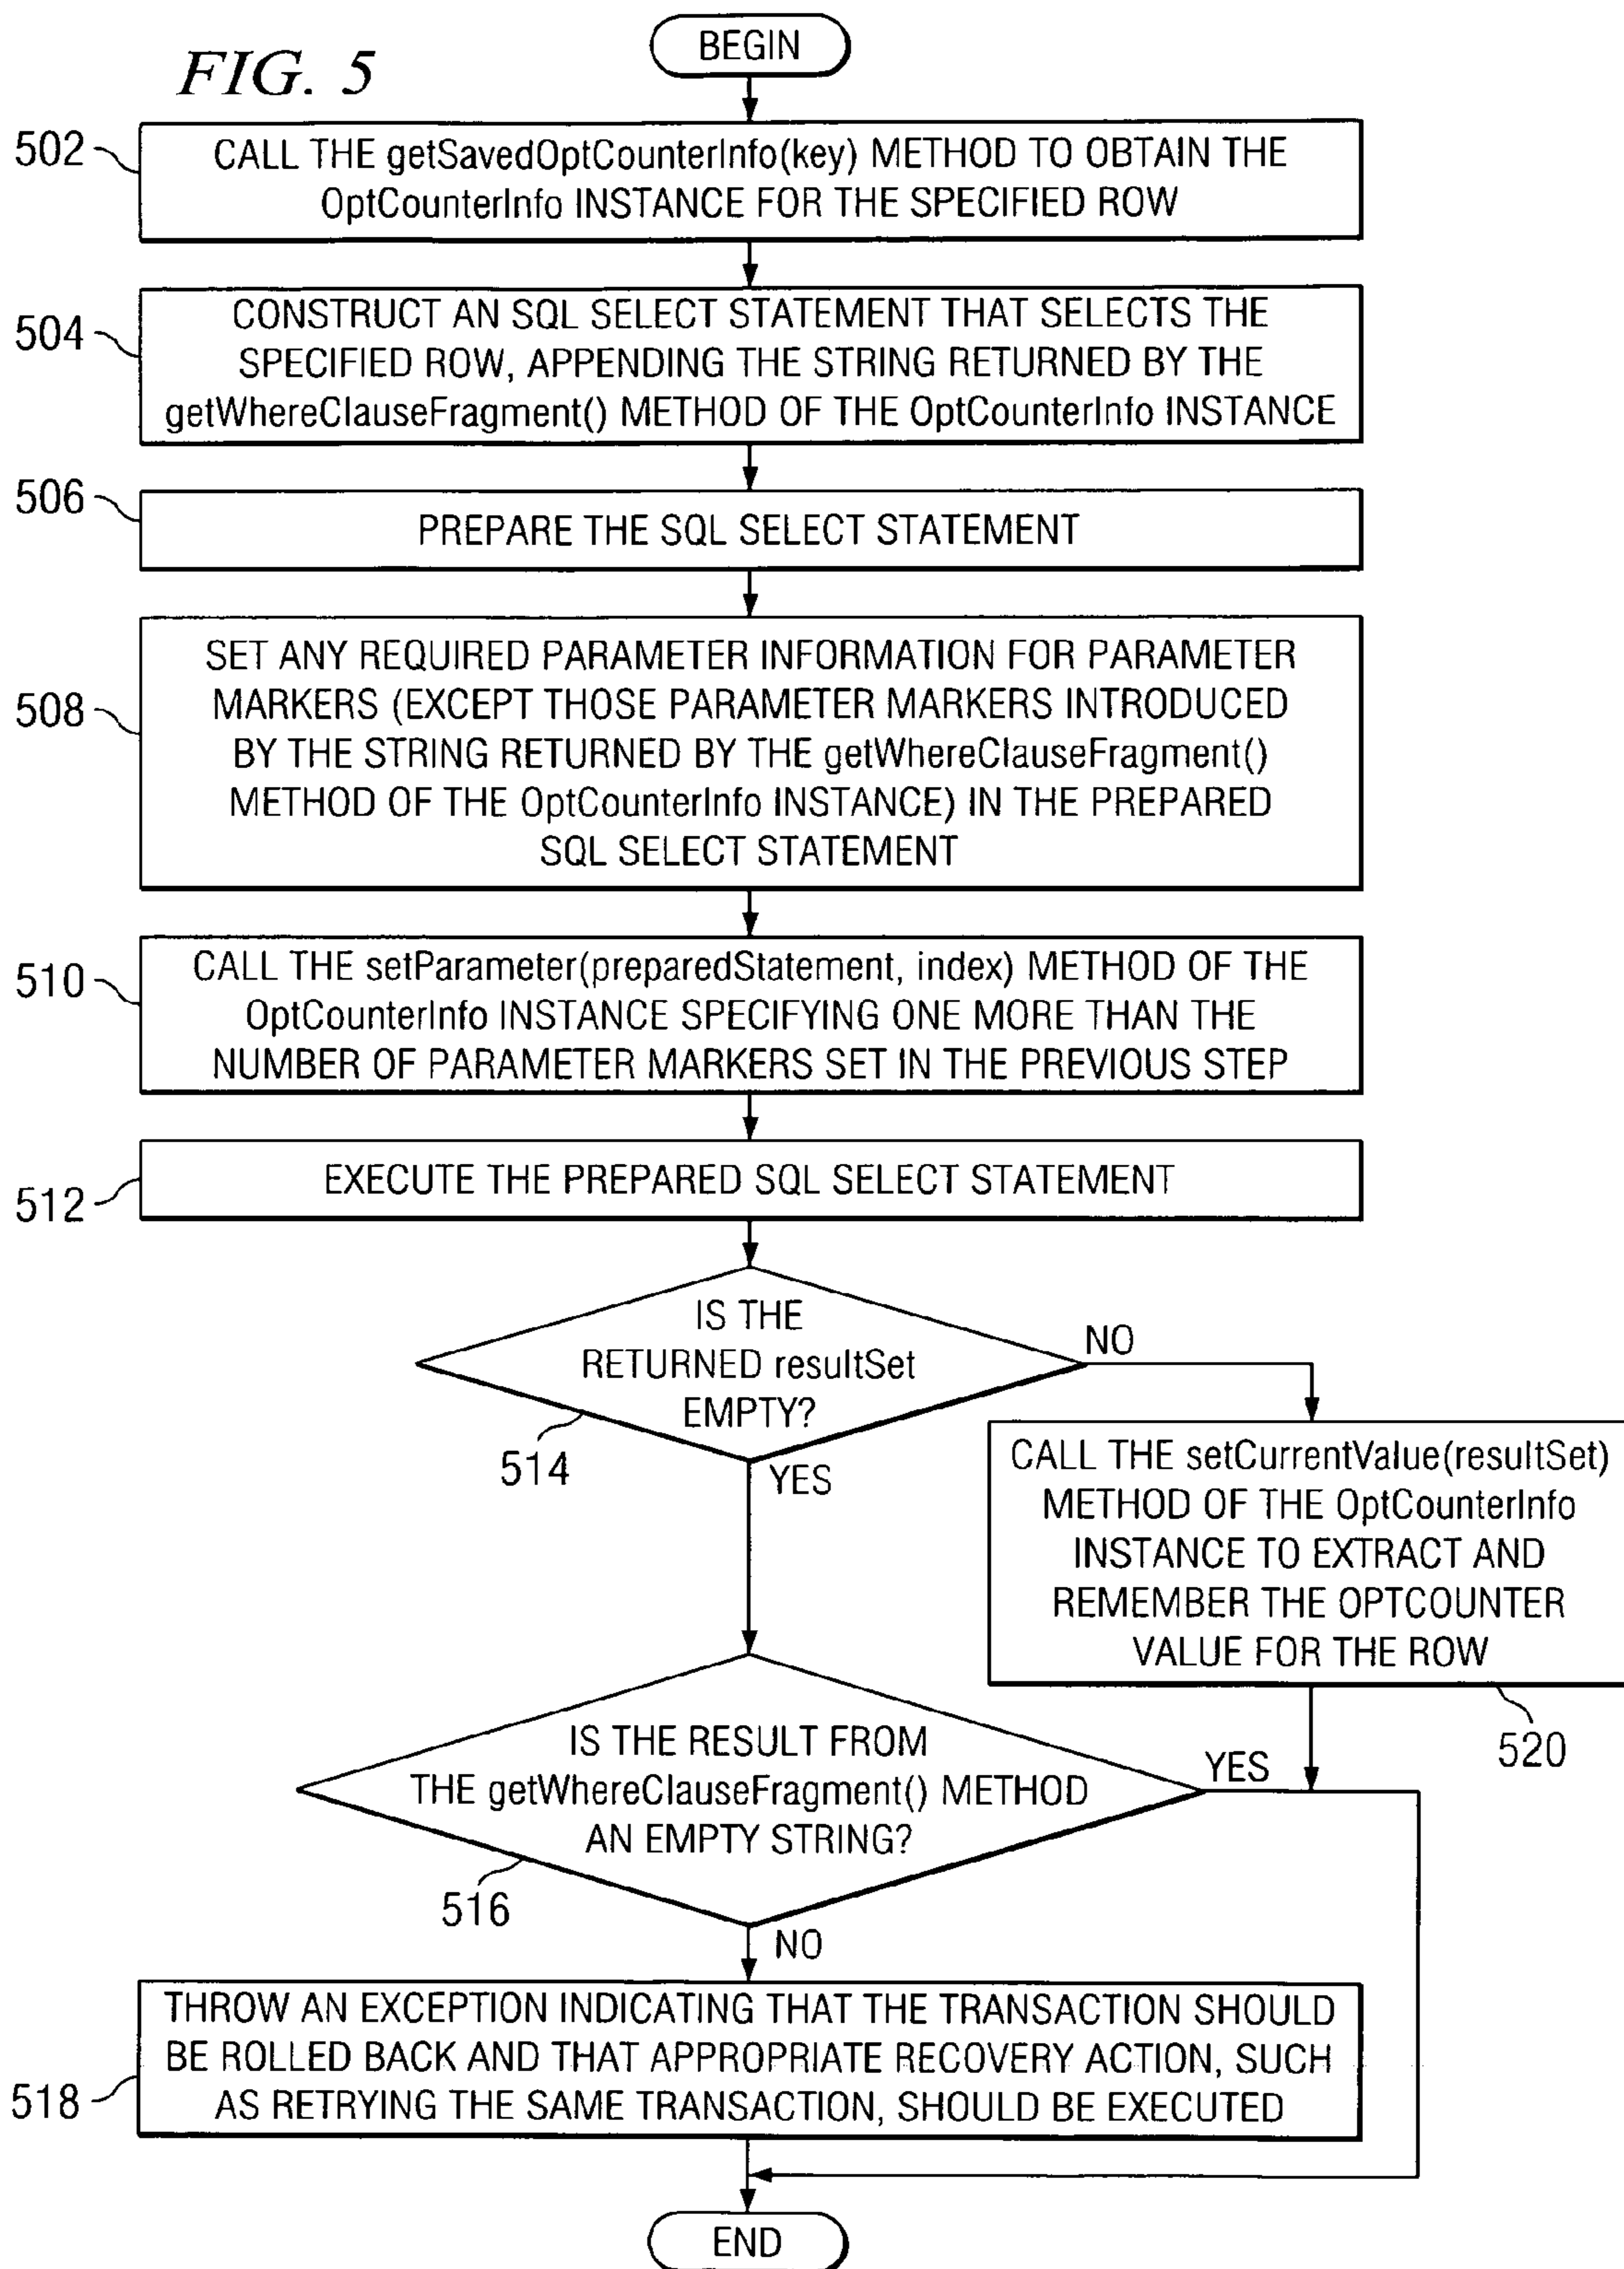 FIG. 5
BEGIN
502
CALL THE getSavedOptCounterInfo(key) METHOD TO OBTAIN THE
OptCounterInfo INSTANCE FOR THE SPECIFIED ROW
504
CONSTRUCT AN SQL SELECT STATEMENT THAT SELECTS THE
SPECIFIED ROW, APPENDING THE STRING RETURNED BY THE
getWhereClauseFragment() METHOD OF THE OptCounterInfo INSTANCE
506
PREPARE THE SQL SELECT STATEMENT
508
SET ANY REQUIRED PARAMETER INFORMATION FOR PARAMETER
MARKERS (EXCEPT THOSE PARAMETER MARKERS INTRODUCED
BY THE STRING RETURNED BY THE getWhereClauseFragment()
METHOD OF THE OptCounterInfo INSTANCE) IN THE PREPARED
SQL SELECT STATEMENT
510
CALL THE setParameter(preparedStatement, index) METHOD OF THE
OptCounterInfo INSTANCE SPECIFYING ONE MORE THAN THE
NUMBER OF PARAMETER MARKERS SET IN THE PREVIOUS STEP
512
EXECUTE THE PREPARED SQL SELECT STATEMENT
IS THE
RETURNED resultSet
EMPTY?
514
NO
YES
CALL THE setCurrentValue(resultSet)
METHOD OF THE OptCounterInfo
INSTANCE TO EXTRACT AND
REMEMBER THE OPTCOUNTER
VALUE FOR THE ROW
520
IS THE RESULT FROM
THE getWhereClauseFragment() METHOD
AN EMPTY STRING?
516
YES
NO
518
THROW AN EXCEPTION INDICATING THAT THE TRANSACTION SHOULD
BE ROLLED BACK AND THAT APPROPRIATE RECOVERY ACTION, SUCH
AS RETRYING THE SAME TRANSACTION, SHOULD BE EXECUTED
END